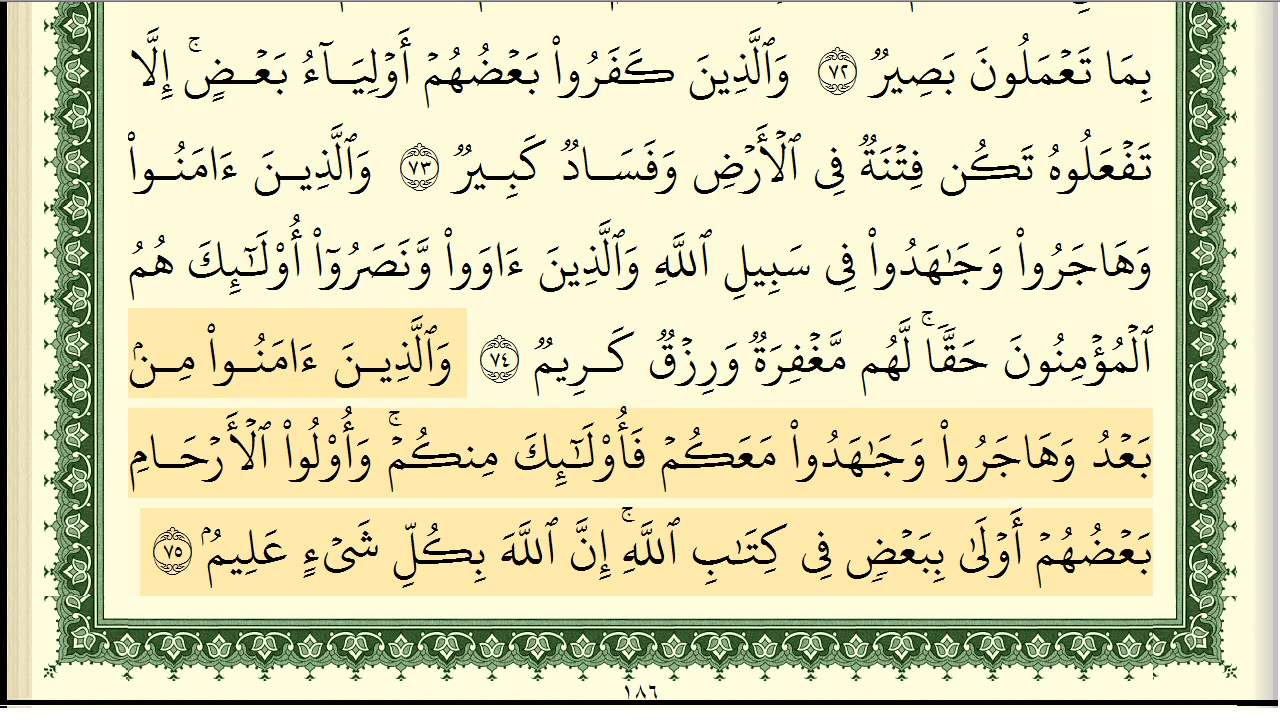 بِمَا تَعۡمَلُونَ بَصِيرٞ ٧٢ وَٱلَّذِينَ كَفَرُواْ بَعۡضُهُمۡ أَوۡلِيَآءُ بَعۡضٍۚ إِلَّا
تَفۡعَلُوهُ تَكُن فِتۡنَةٞ فِي ٱلۡأَرۡضِ وَفَسَادٞ كَبِيرٞ ٧٣ وَٱلَّذِينَ ءَامَنُواْ
وَهَاجَرُواْ وَجَٰهَدُواْ فِي سَبِيلِ ٱللَّهِ وَٱلَّذِينَ ءَاوَواْ وَّنَصَرُوٓاْ أُوْلَٰٓئِكَ هُمُ
ٱلۡمُؤۡمِنُونَ حَقّٗاۚ لَّهُم مَّغۡفِرَةٞ وَرِزۡقٞ كَرِيمٞ ٧٤ وَٱلَّذِينَ ءَامَنُواْ مِنۢ
بَعۡدُ وَهَاجَرُواْ وَجَٰهَدُواْ مَعَكُمۡ فَأُوْلَٰٓئِكَ مِنكُمۡۚ وَأُوْلُواْ ٱلۡأَرۡحَامِ
بَعۡضُهُمۡ أَوۡلَىٰ بِبَعۡضٖ فِي كِتَٰبِ ٱللَّهِۚ إِنَّ ٱللَّهَ بِكُلِّ شَيۡءٍ عَلِيمُۢ ٧٥
١٨٦